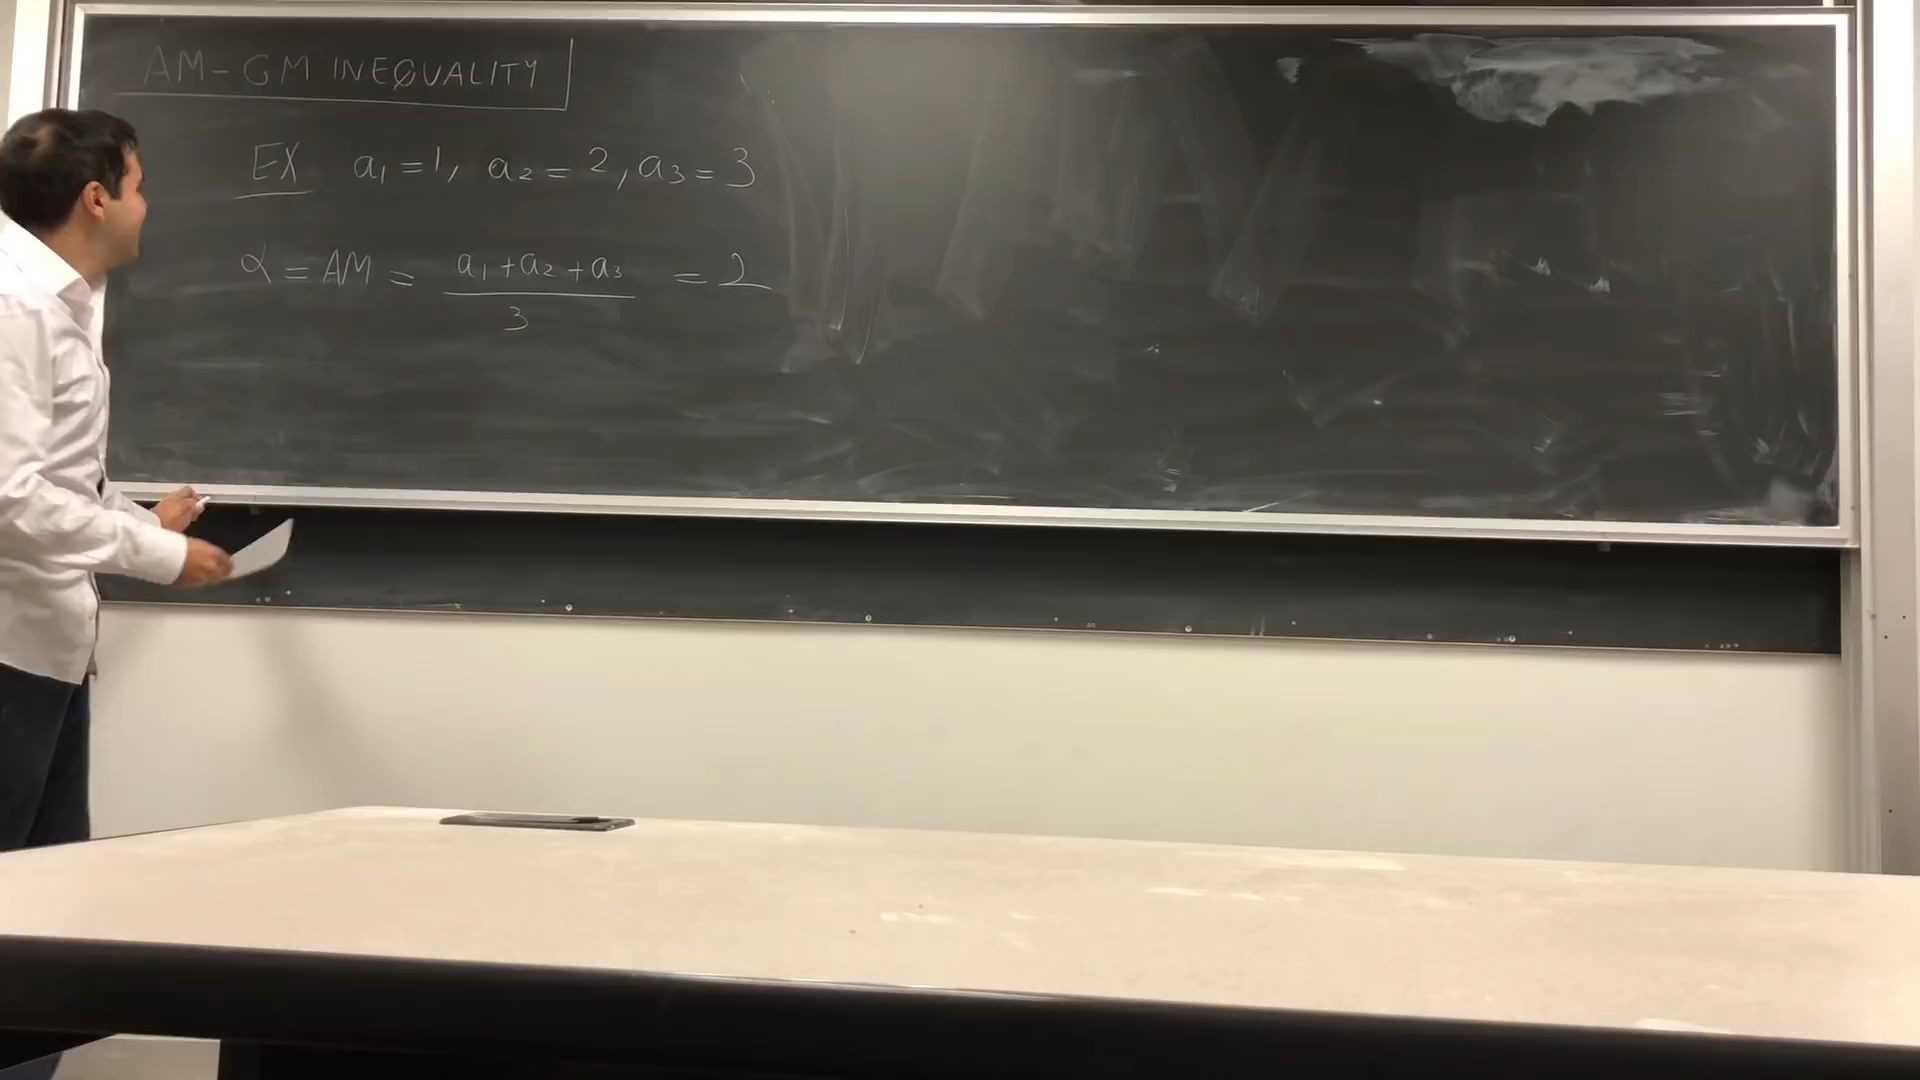 AM-GM INEQUALITY
EX a₁=1, a₂=2, a₃=3
α = AM = (a₁+a₂+a₃)/3 = 2